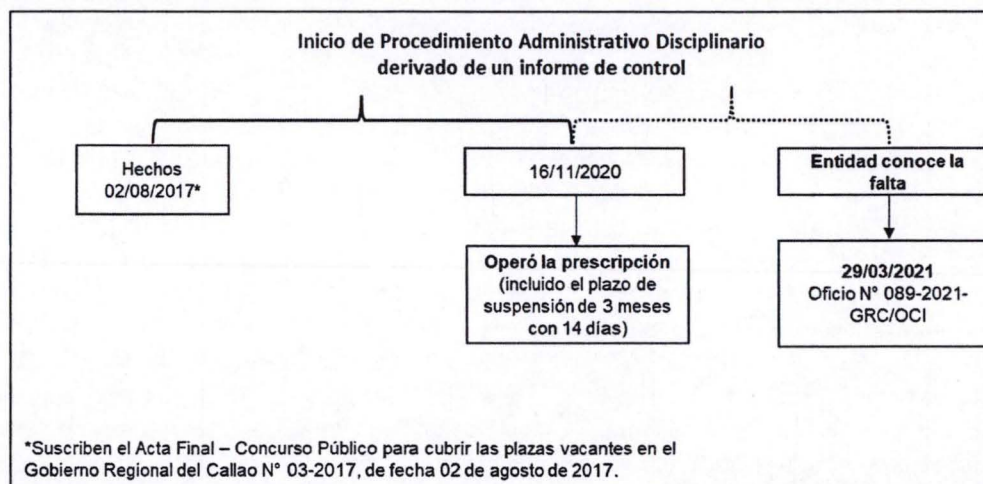 Inicio de Procedimiento Administrativo Disciplinario
derivado de un informe de control
Hechos
02/08/2017*
16/11/2020
Entidad conoce la
falta
Operó la prescripción
(incluido el plazo de
suspensión de 3 meses
con 14 días)
29/03/2021
Oficio N° 089-2021-
GRC/OCI
*Suscriben el Acta Final – Concurso Público para cubrir las plazas vacantes en el
Gobierno Regional del Callao N° 03-2017, de fecha 02 de agosto de 2017.